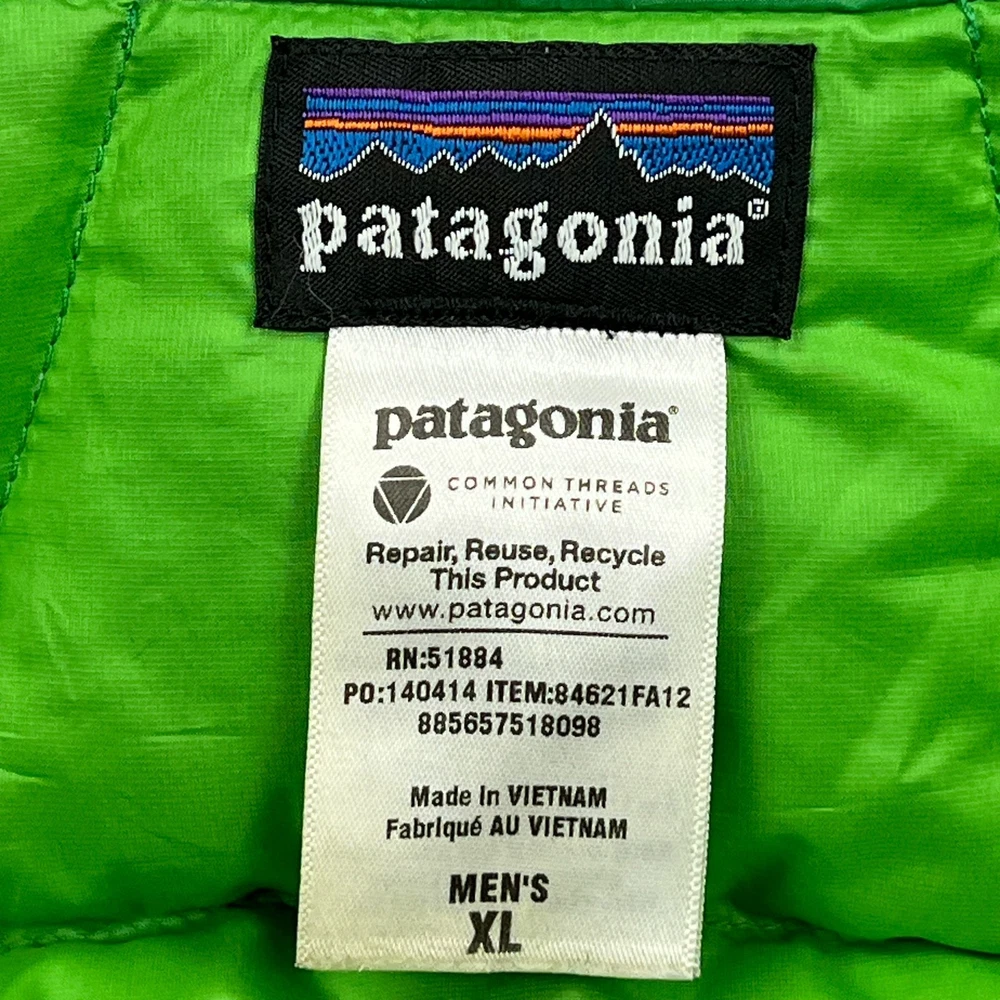 patagonia®
patagonia®
COMMON THREADS
INITIATIVE
Repair, Reuse, Recycle
This Product
www.patagonia.com
RN:51884
PO:140414 ITEM:84621FA12
885657518098
Made In VIETNAM
Fabriqué AU VIETNAM
MEN'S
XL